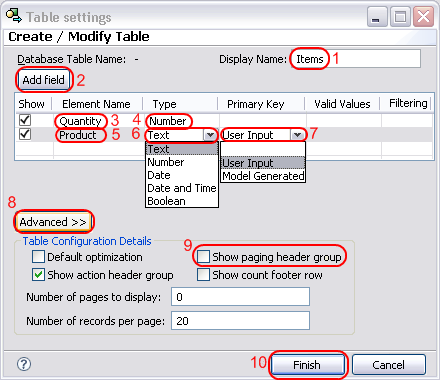 Table settings
Create / Modify Table
Database Table Name: - Display Name: Items 1
Add field 2
Show Element Name Type Primary Key Valid Values Filtering
Quantity 3 4 Number
Product 5 6 Text User Input 7
Text
Number User Input
Date Model Generated
Date and Time
Boolean
8
Advanced >>
Table Configuration Details 9
Default optimization Show paging header group
Show action header group Show count footer row
Number of pages to display: 0
Number of records per page: 20
10 Finish Cancel
?